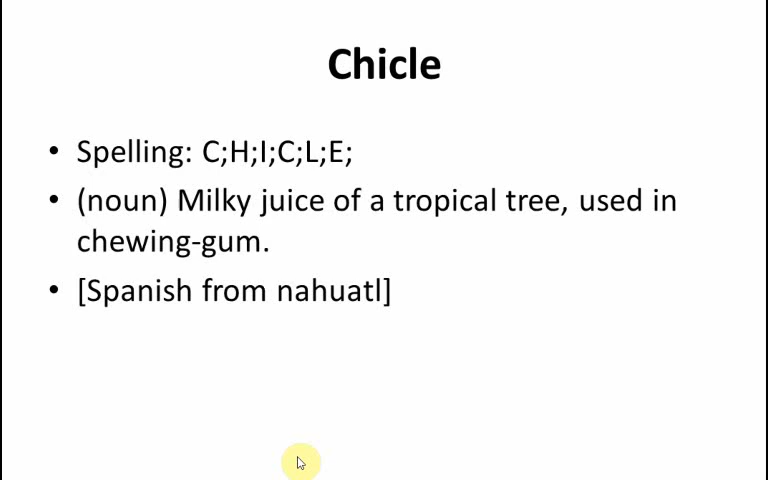 Chicle
• Spelling: C;H;I;C;L;E;
• (noun) Milky juice of a tropical tree, used in
chewing-gum.
• [Spanish from nahuatl]